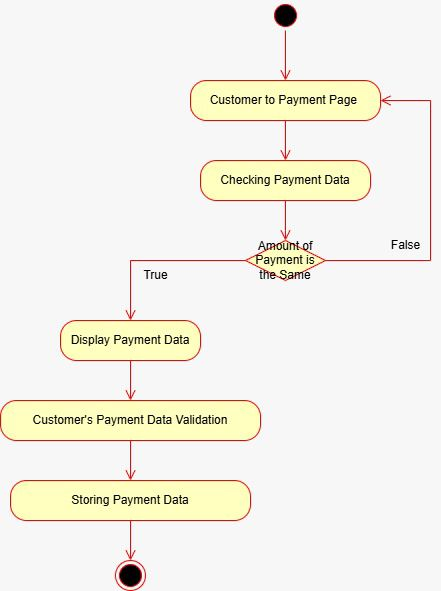 Customer to Payment Page
Checking Payment Data
Amount of
Payment is
the Same
False
True
Display Payment Data
Customer's Payment Data Validation
Storing Payment Data